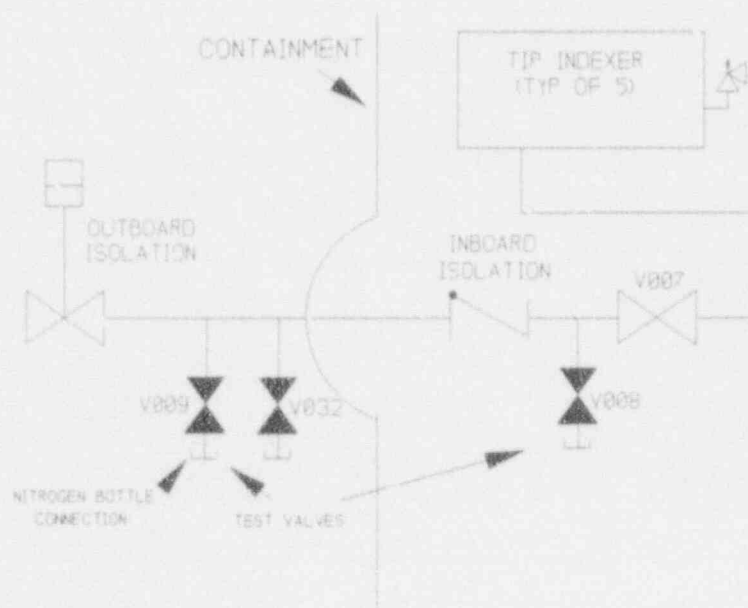 CONTAINMENT
TIP INDEXER
(TYP OF 5)
OUTBOARD
ISOLATION
INBOARD
ISOLATION
V007
V009
V032
V008
NITROGEN BOTTLE
CONNECTION
TEST VALVES